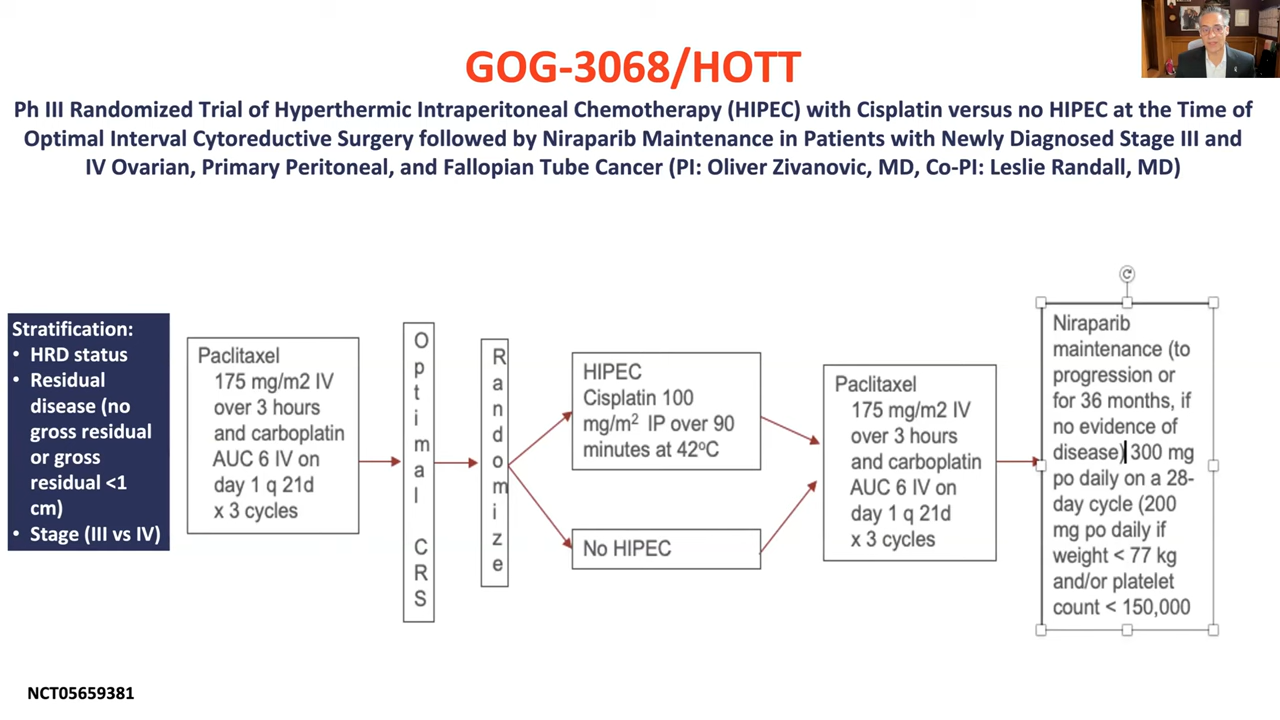 GOG-3068/HOTT
Ph III Randomized Trial of Hyperthermic Intraperitoneal Chemotherapy (HIPEC) with Cisplatin versus no HIPEC at the Time of
Optimal Interval Cytoreductive Surgery followed by Niraparib Maintenance in Patients with Newly Diagnosed Stage III and
IV Ovarian, Primary Peritoneal, and Fallopian Tube Cancer (PI: Oliver Zivanovic, MD, Co-PI: Leslie Randall, MD)
Stratification:
• HRD status
• Residual
disease (no
gross residual
or gross
residual <1
cm)
• Stage (III vs IV)
Paclitaxel
175 mg/m2 IV
over 3 hours
and carboplatin
AUC 6 IV on
day 1 q 21d
x 3 cycles
Optimal CRS
Randomize
HIPEC
Cisplatin 100
mg/m² IP over 90
minutes at 42ºC
No HIPEC
Paclitaxel
175 mg/m2 IV
over 3 hours
and carboplatin
AUC 6 IV on
day 1 q 21d
x 3 cycles
Niraparib
maintenance (to
progression or
for 36 months, if
no evidence of
disease) 300 mg
po daily on a 28-
day cycle (200
mg po daily if
weight < 77 kg
and/or platelet
count < 150,000
NCT05659381